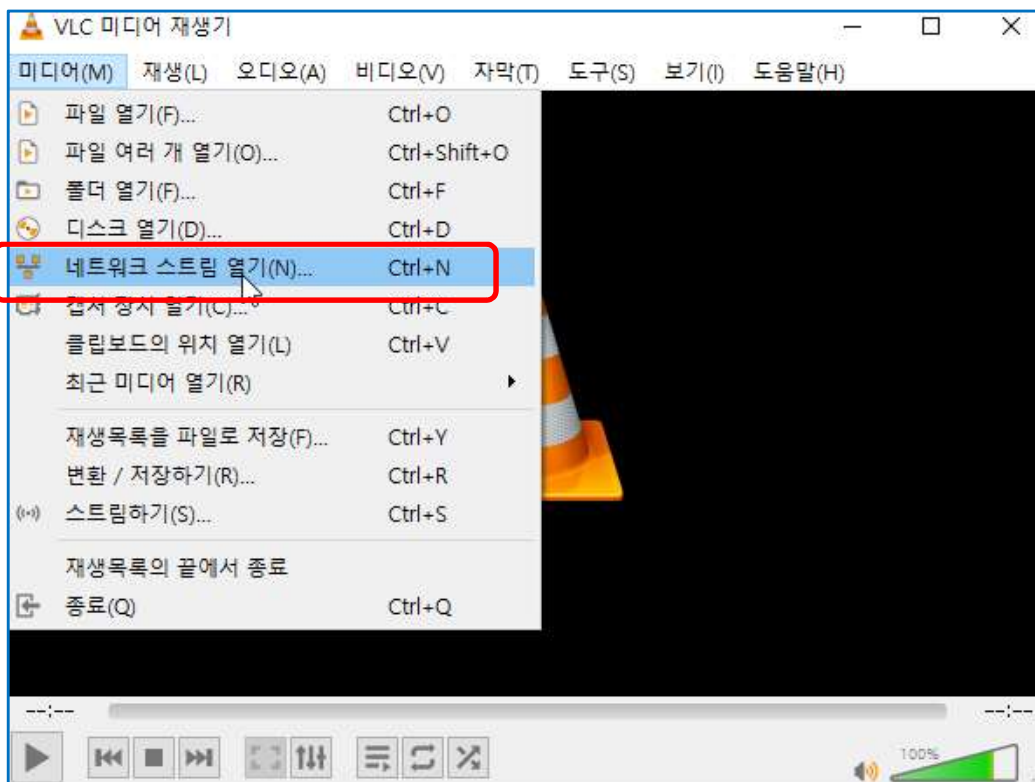 VLC 미디어 재생기
미디어(M) 재생(L) 오디오(A) 비디오(V) 자막(T) 도구(S) 보기(I) 도움말(H)
파일 열기(F)... Ctrl+O
파일 여러 개 열기(O)... Ctrl+Shift+O
폴더 열기(F)... Ctrl+F
디스크 열기(D)... Ctrl+D
네트워크 스트림 열기(N)... Ctrl+N
캡처 장치 열기(C)... Ctrl+C
클립보드의 위치 열기(L) Ctrl+V
최근 미디어 열기(R)
재생목록을 파일로 저장(F)... Ctrl+Y
변환 / 저장하기(R)... Ctrl+R
스트림하기(S)... Ctrl+S
재생목록의 끝에서 종료
종료(Q) Ctrl+Q
--:-- --:--
100%